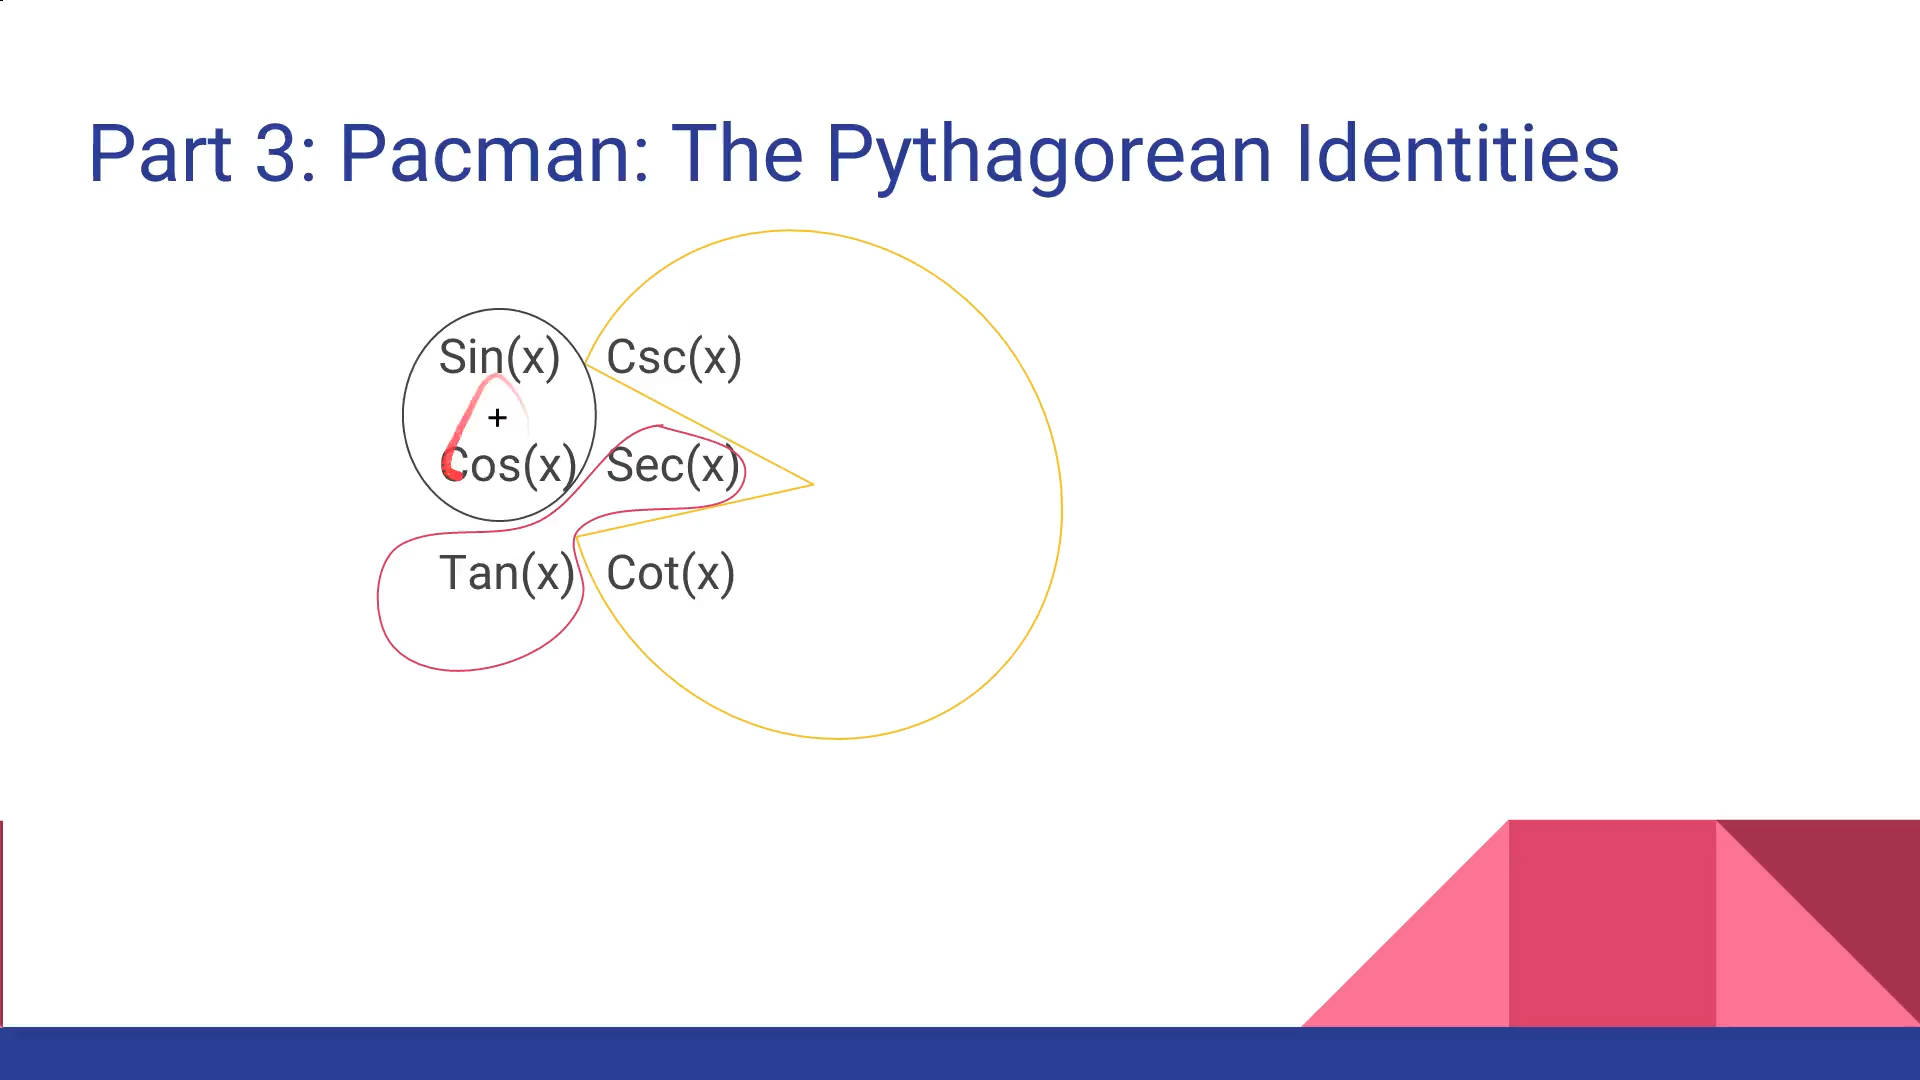 Part 3: Pacman: The Pythagorean Identities
Sin(x) Csc(x)
+
Cos(x) Sec(x)
Tan(x) Cot(x)